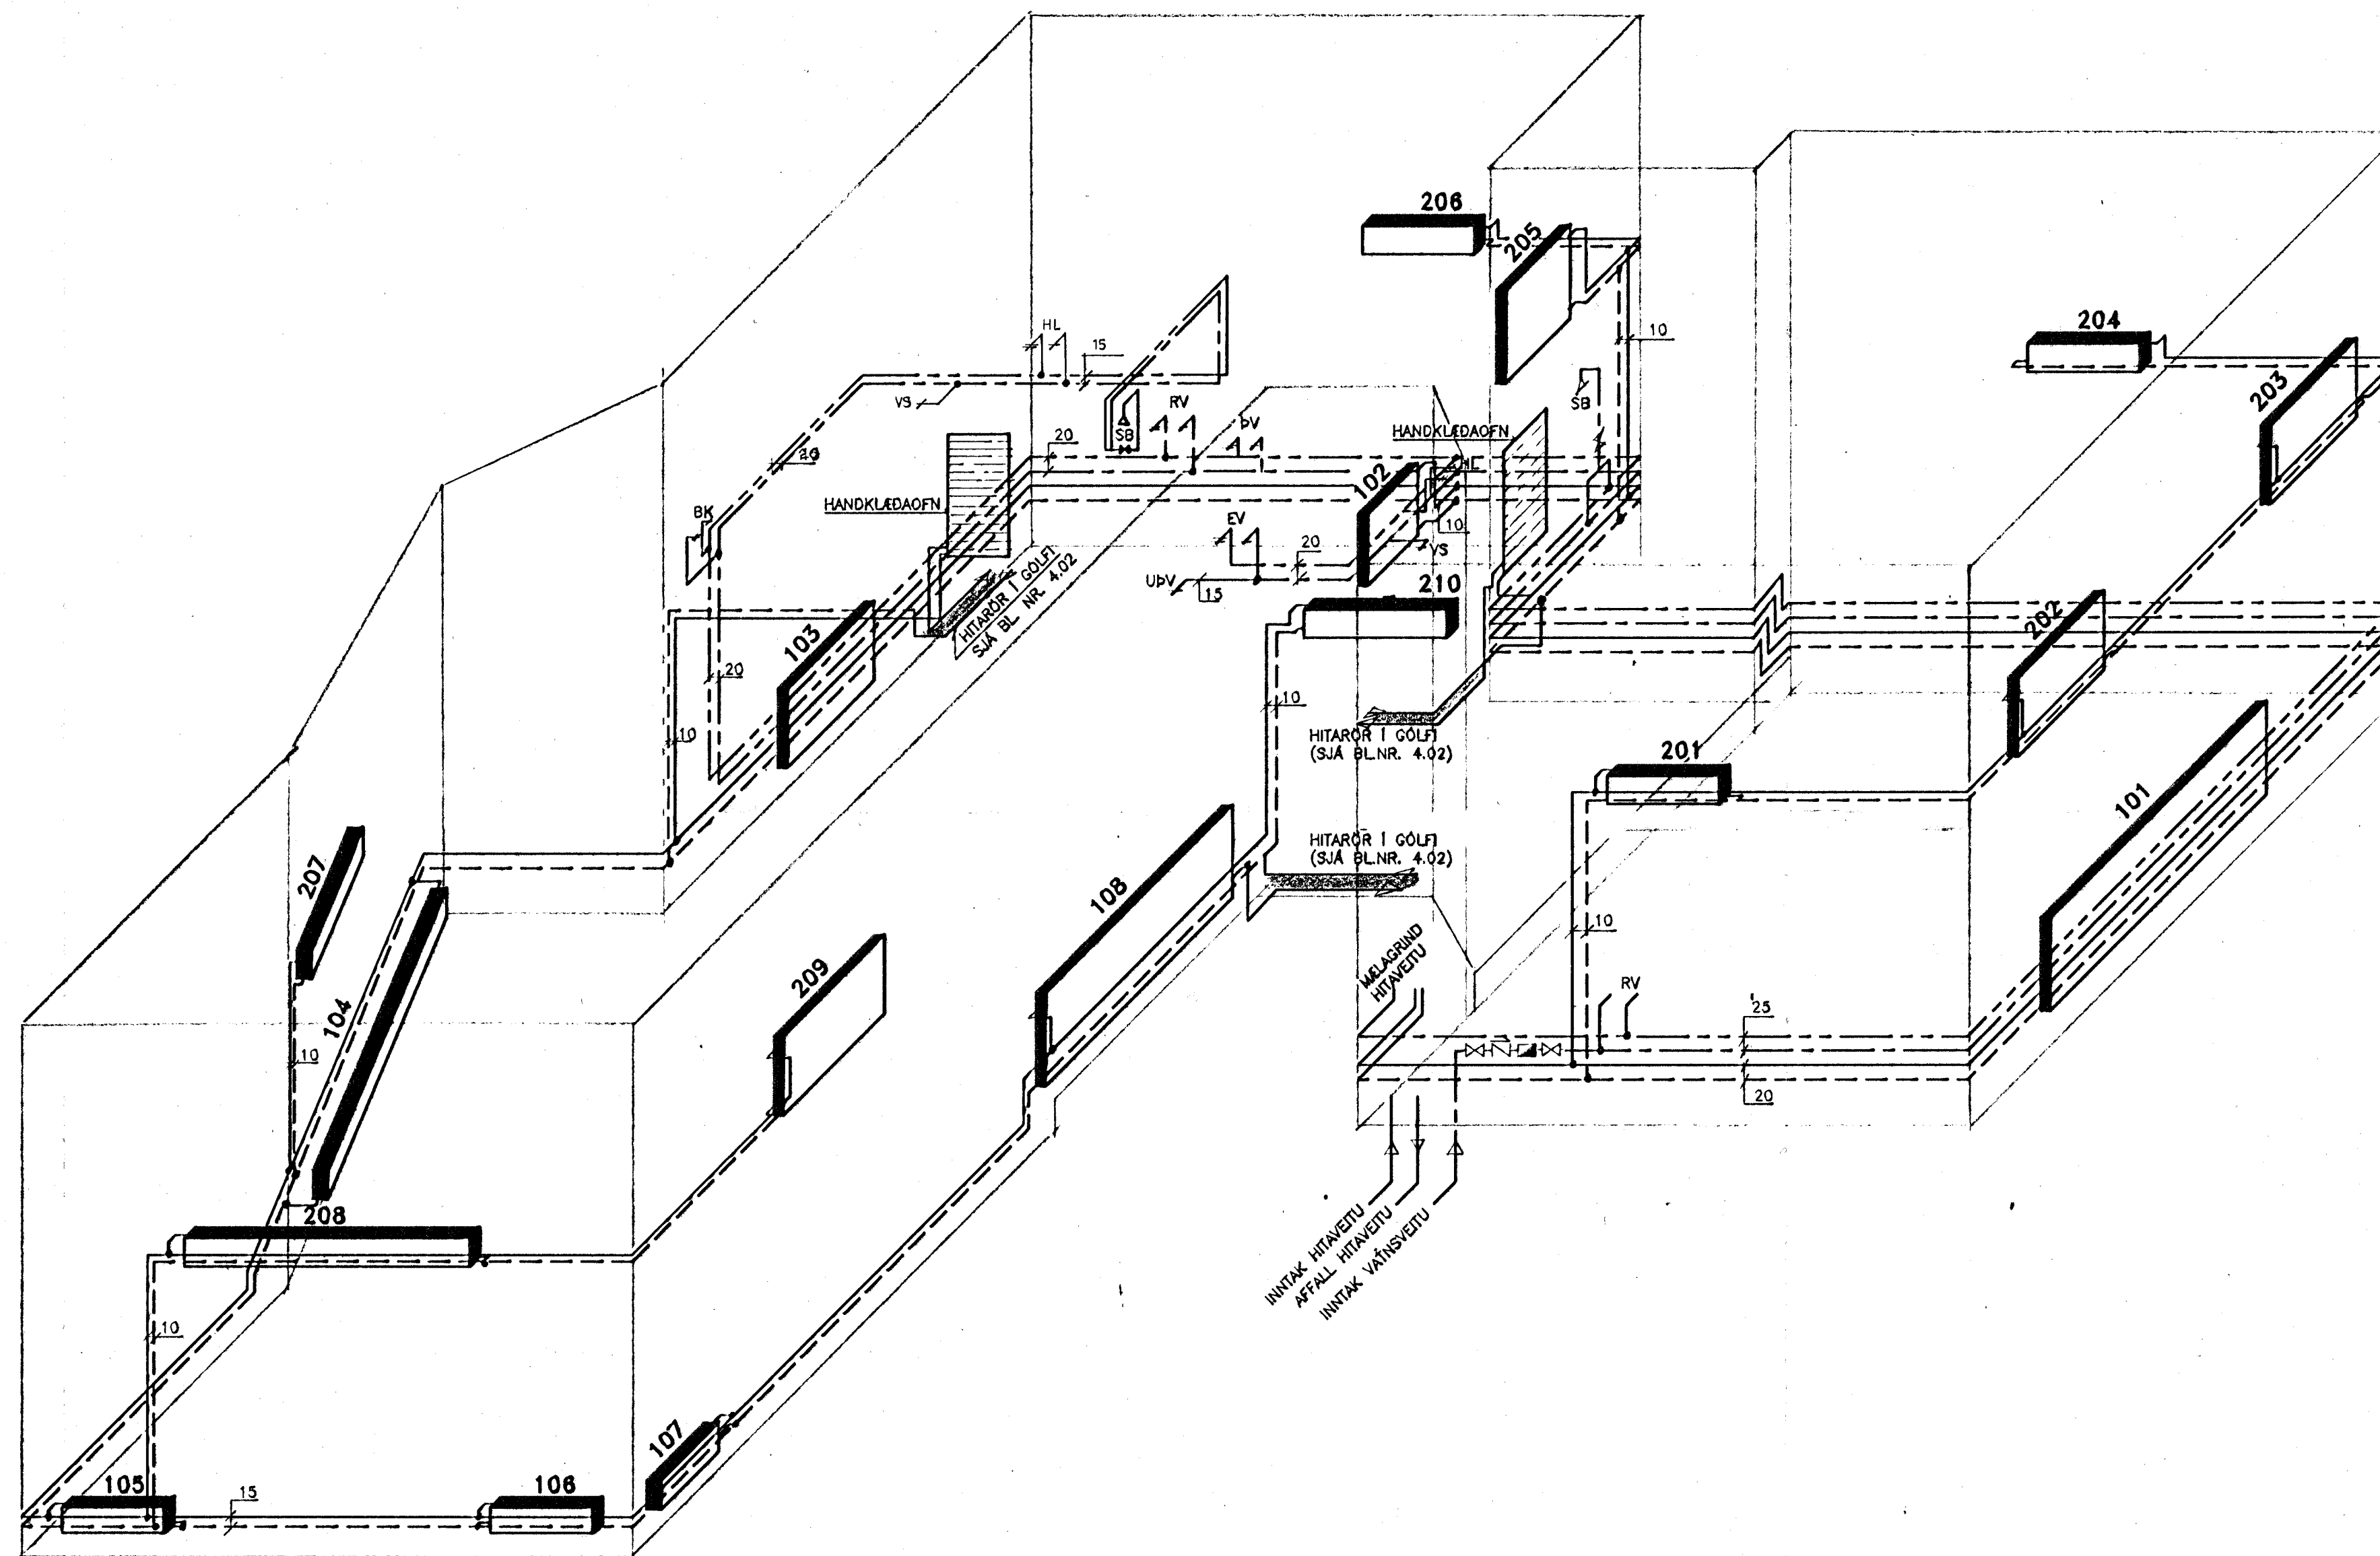 206
205
10
204
203
HL
15
VS
RV
ÞV
SB
SB
20
HANDKLÆÐAOFN
102
HL
20
HANDKLÆÐAOFN
BK
EV
10
20
VS
UÞV
15
210
HITARÖR Í GÓLFI
SJÁ BL. NR. 4.02
103
202
20
10
10
HITARÖR Í GÓLFI
(SJÁ BL.NR. 4.02)
201
101
HITARÖR Í GÓLFI
(SJÁ BL.NR. 4.02)
207
108
10
MÆLAGRIND
HITAVEITU
209
RV
25
104
10
20
208
INNTAK HITAVEITU
AFFALL HITAVEITU
INNTAK VATNSVEITU
10
107
105
15
106